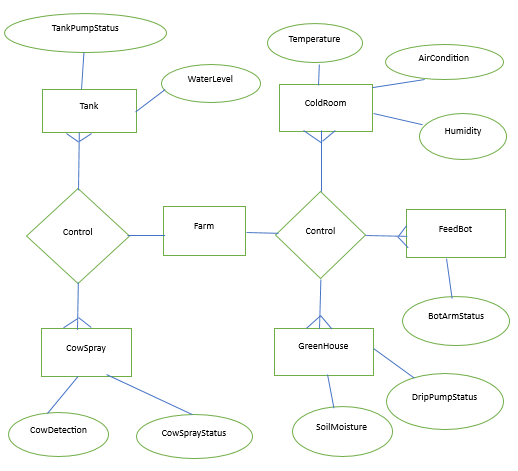 TankPumpStatus
Temperature
AirCondition
WaterLevel
Tank
ColdRoom
Humidity
Control
Farm
Control
FeedBot
BotArmStatus
CowSpray
GreenHouse
DripPumpStatus
CowDetection
CowSprayStatus
SoilMoisture